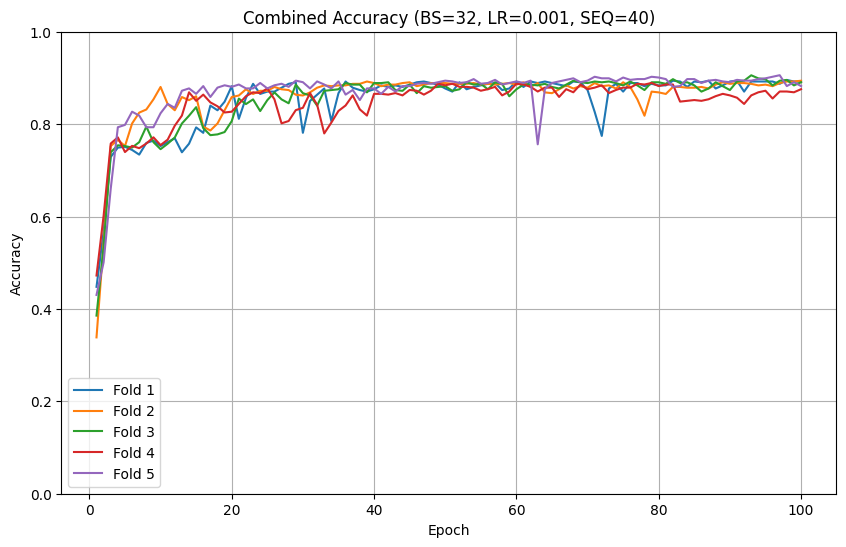 Combined Accuracy (BS=32, LR=0.001, SEQ=40)
Accuracy
1.0
0.8
0.6
0.4
0.2
0.0
Fold 1
Fold 2
Fold 3
Fold 4
Fold 5
0 20 40 60 80 100
Epoch